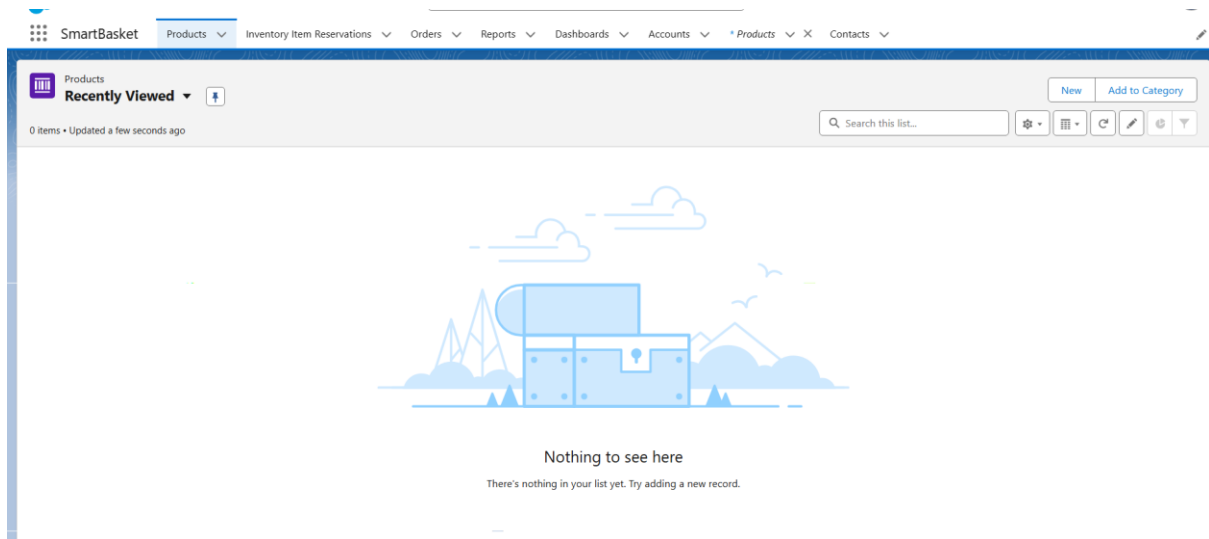 SmartBasket Products Inventory Item Reservations Orders Reports Dashboards Accounts * Products Contacts
Products
Recently Viewed
New Add to Category
0 items • Updated a few seconds ago
Search this list...
Nothing to see here
There's nothing in your list yet. Try adding a new record.